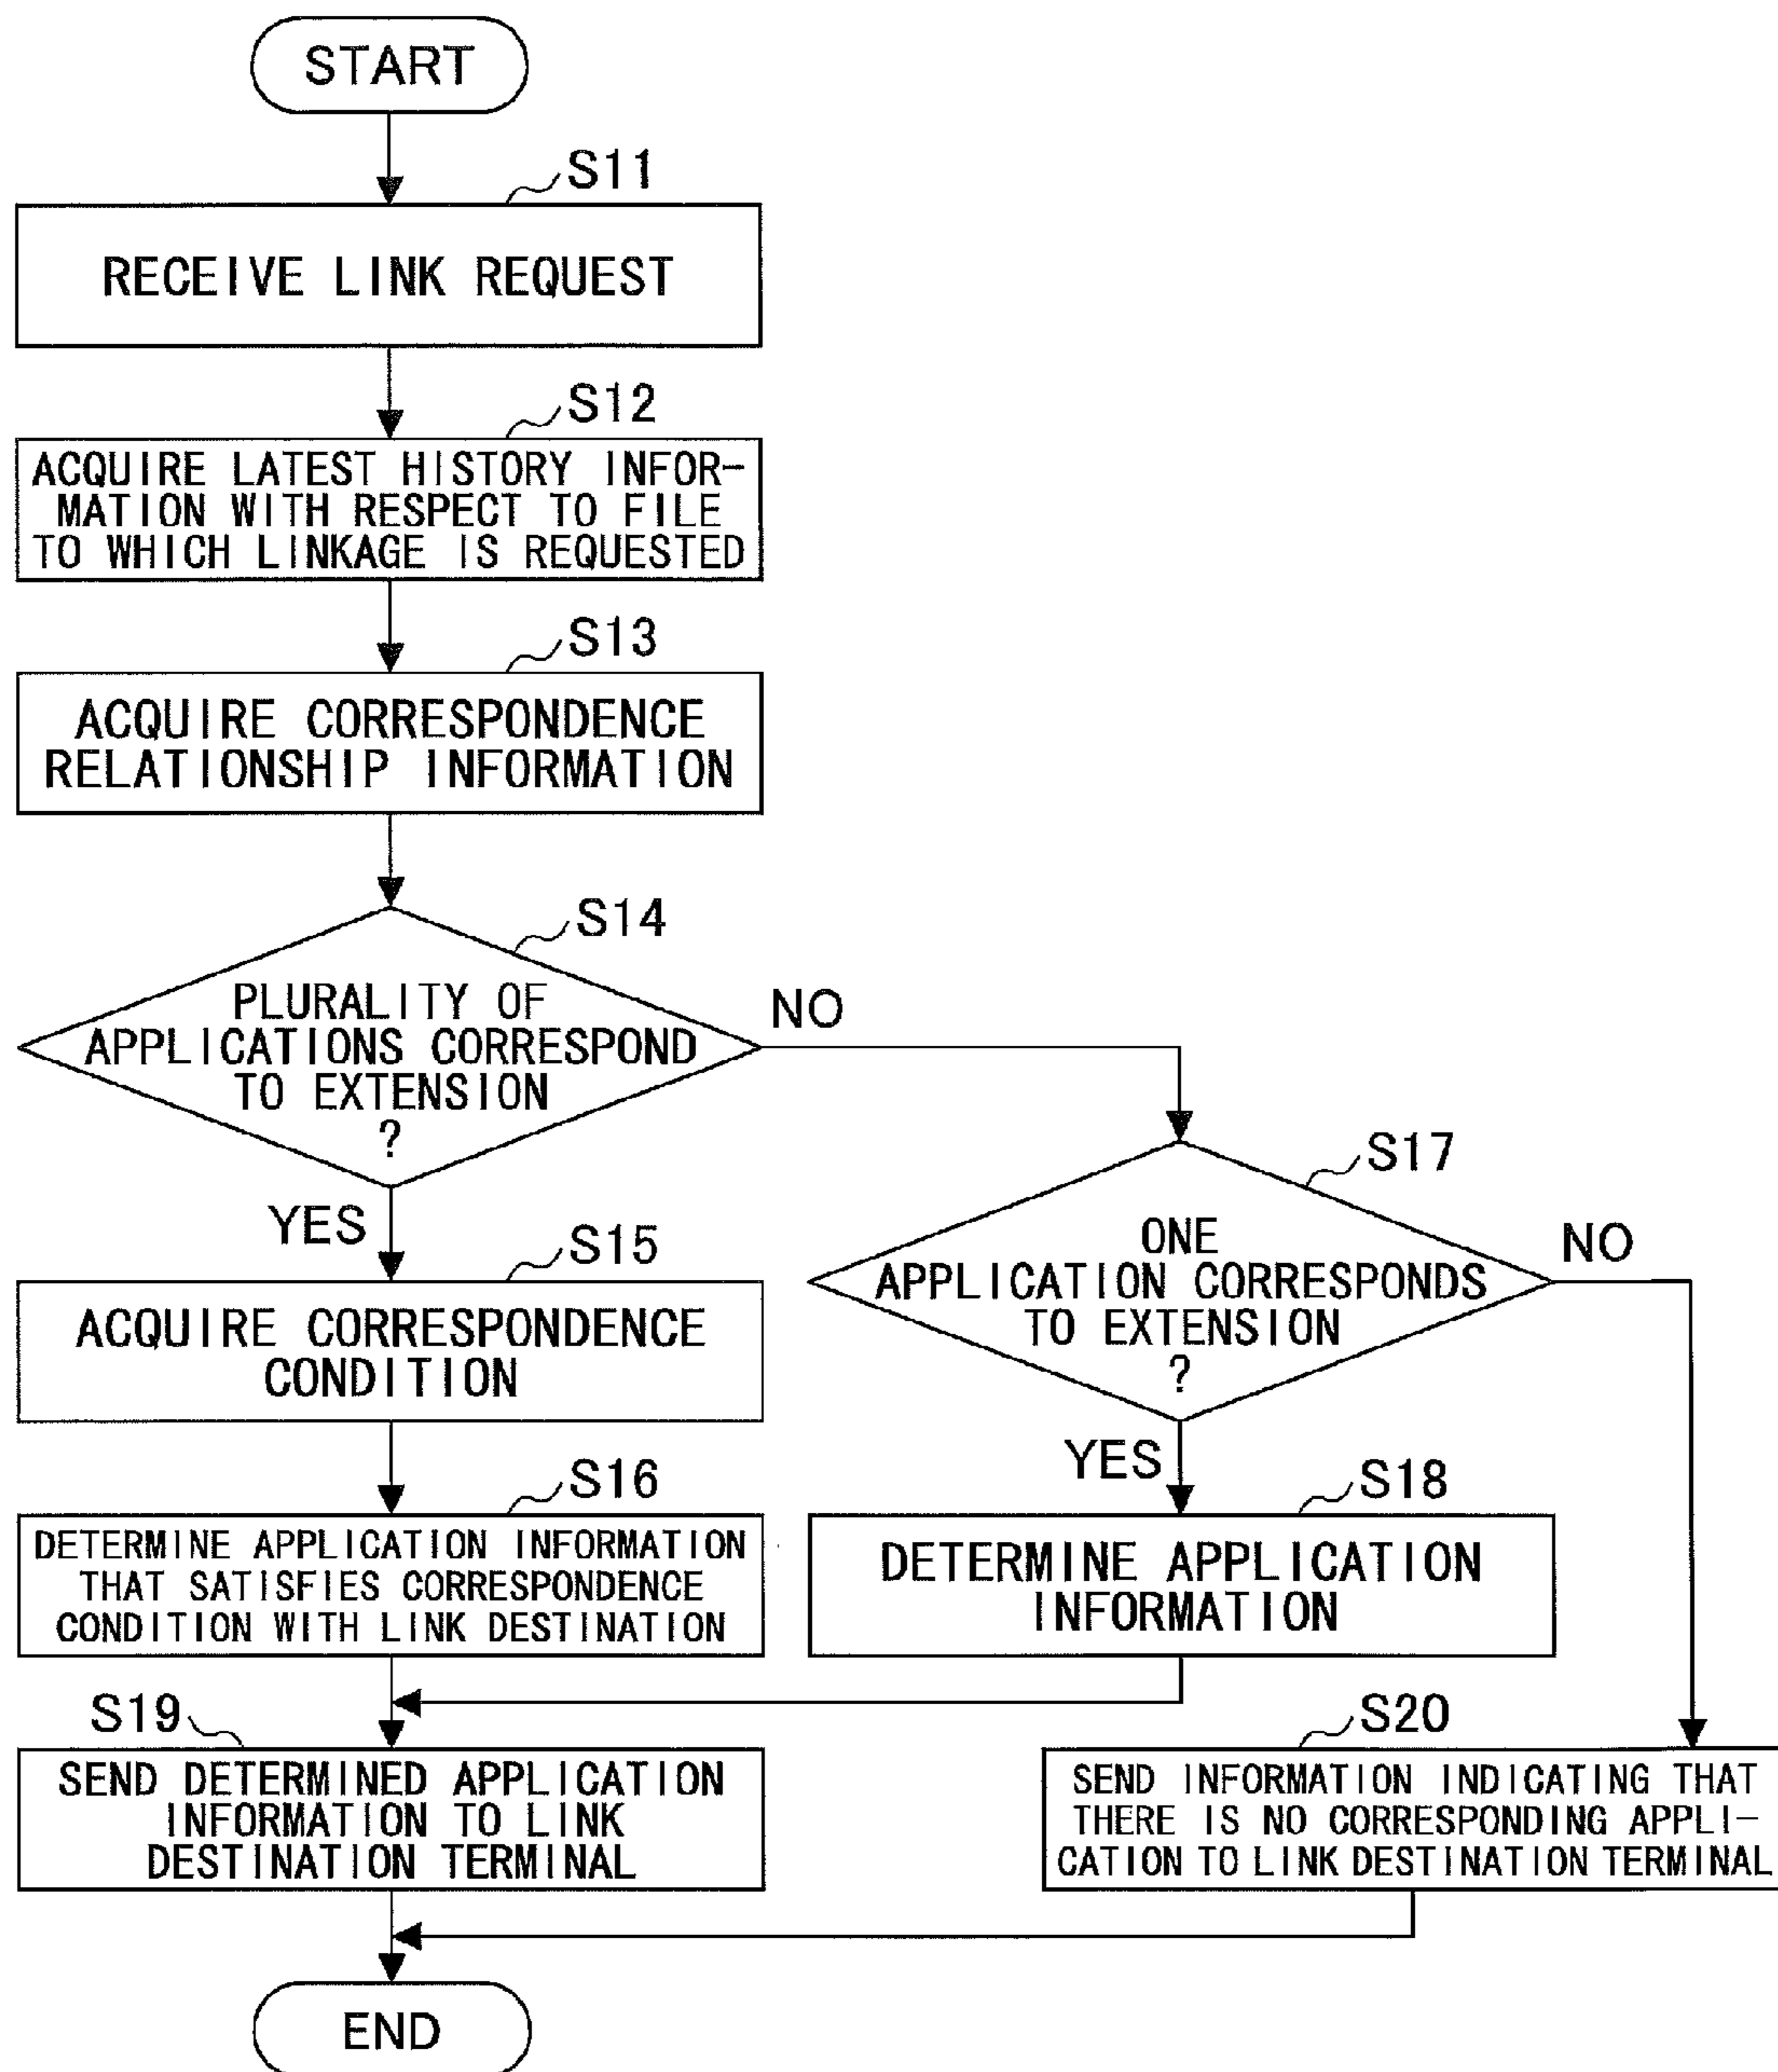 START
S11
RECEIVE LINK REQUEST
S12
ACQUIRE LATEST HISTORY INFOR-
MATION WITH RESPECT TO FILE
TO WHICH LINKAGE IS REQUESTED
S13
ACQUIRE CORRESPONDENCE
RELATIONSHIP INFORMATION
S14
PLURALITY OF
APPLICATIONS CORRESPOND
TO EXTENSION
?
NO
YES
S15
ACQUIRE CORRESPONDENCE
CONDITION
S16
DETERMINE APPLICATION INFORMATION
THAT SATISFIES CORRESPONDENCE
CONDITION WITH LINK DESTINATION
S17
ONE
APPLICATION CORRESPONDS
TO EXTENSION
?
NO
YES
S18
DETERMINE APPLICATION
INFORMATION
S19
SEND DETERMINED APPLICATION
INFORMATION TO LINK
DESTINATION TERMINAL
S20
SEND INFORMATION INDICATING THAT
THERE IS NO CORRESPONDING APPLI-
CATION TO LINK DESTINATION TERMINAL
END